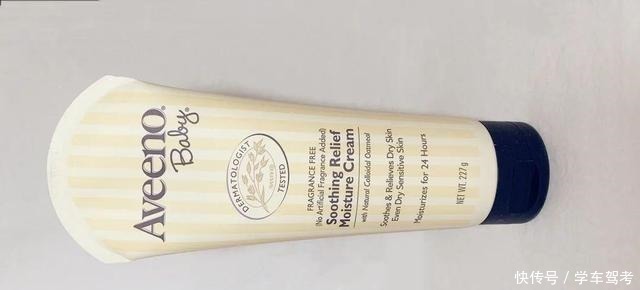 Aveeno®
Baby®
DERMATOLOGIST
TESTED
FRAGRANCE FREE
(No Artificial Fragrance Added)
Soothing Relief
Moisture Cream
with Natural Colloidal Oatmeal
Soothes & Relieves Dry Skin
Even Dry Sensitive Skin
Moisturizes for 24 Hours
NET WT. 227 g
快传号 / 学车驾考